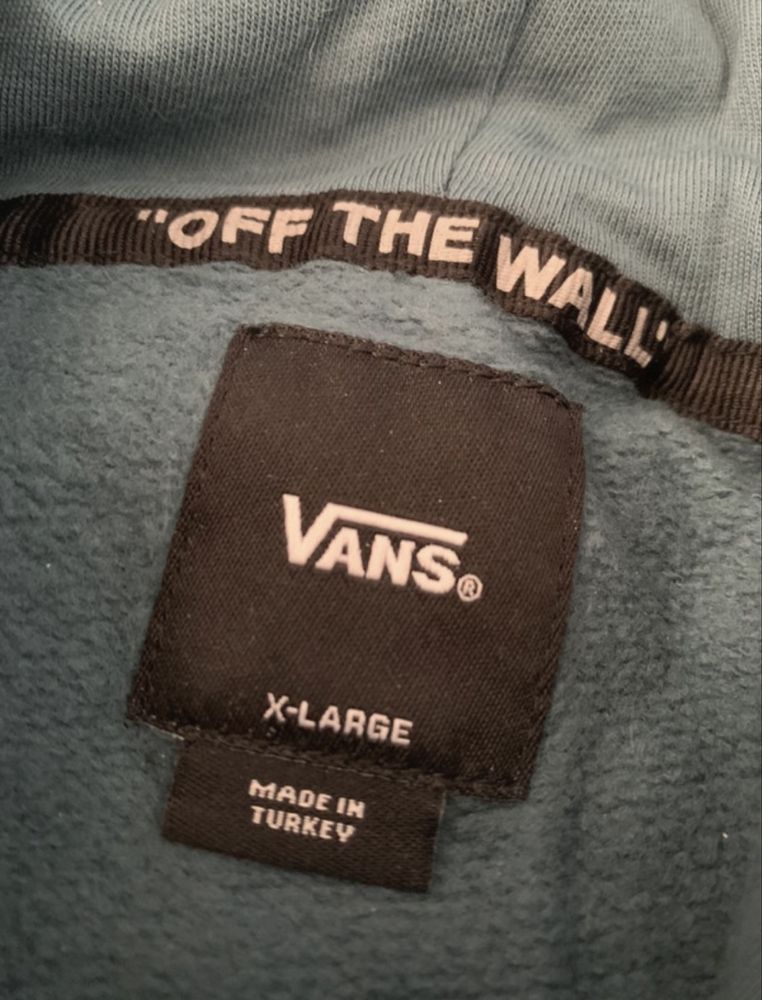 "OFF THE WALL"
VANS®
X-LARGE
MADE IN
TURKEY